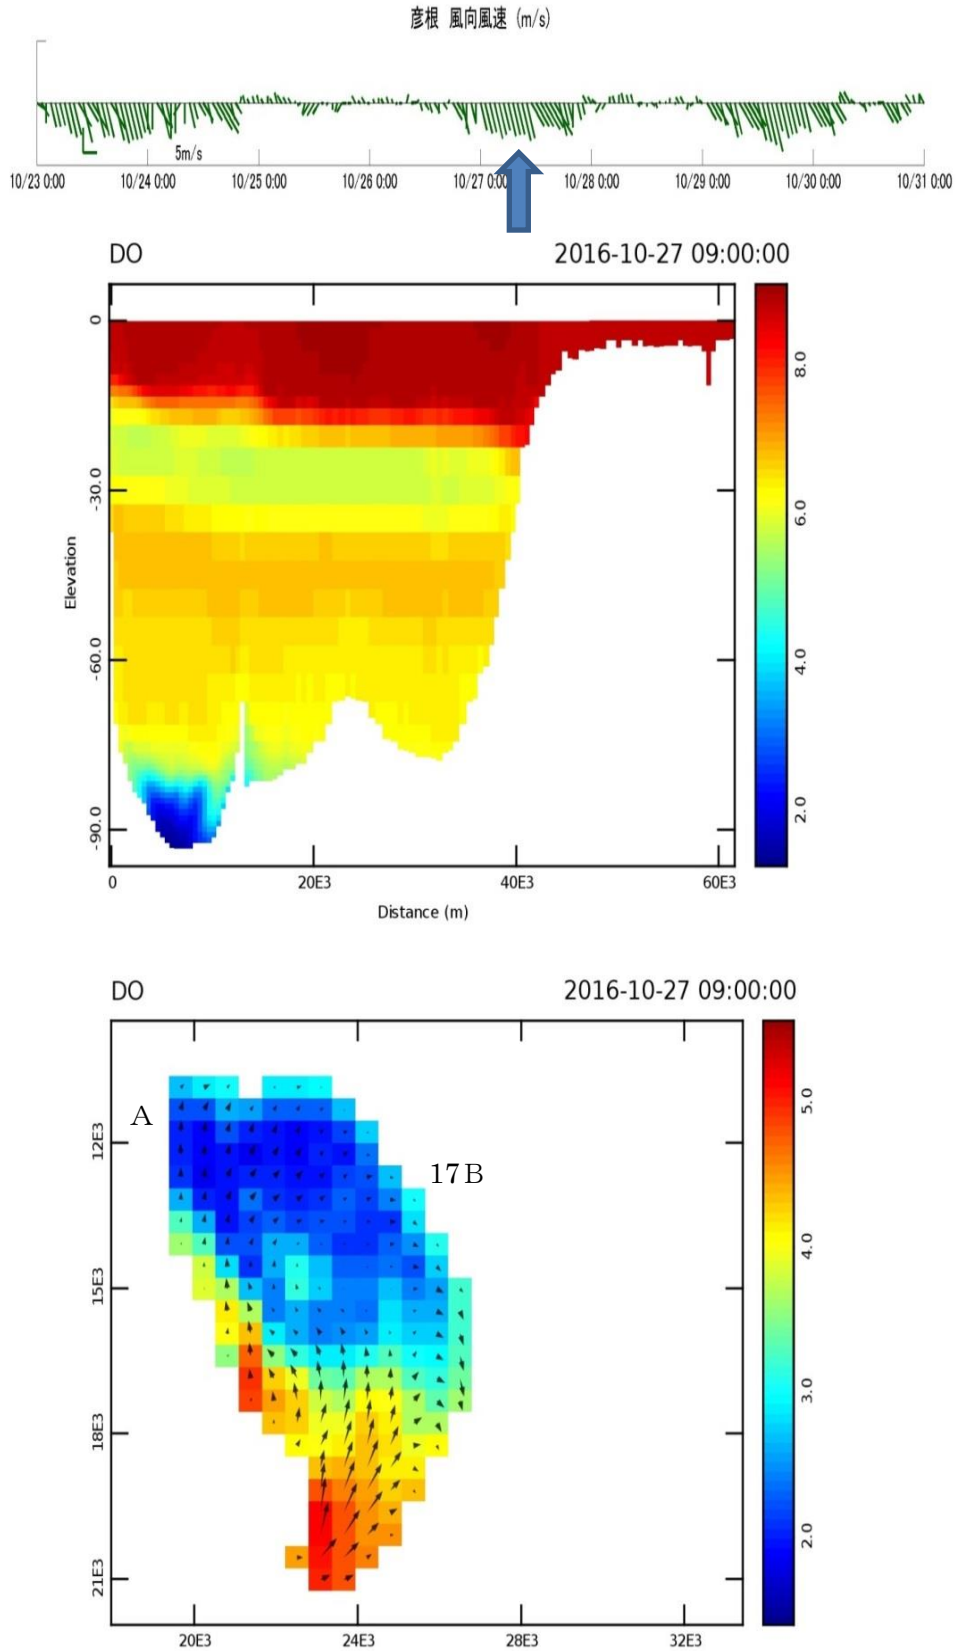 彦根 風向風速 (m/s)
5m/s
10/23 0:00 10/24 0:00 10/25 0:00 10/26 0:00 10/27 0:00 10/28 0:00 10/29 0:00 10/30 0:00 10/31 0:00
DO 2016-10-27 09:00:00
0
-30.0
-60.0
-90.0
Elevation
0 20E3 40E3 60E3
Distance (m)
8.0
6.0
4.0
2.0
DO 2016-10-27 09:00:00
A
17B
12E3
15E3
18E3
21E3
20E3 24E3 28E3 32E3
5.0
4.0
3.0
2.0